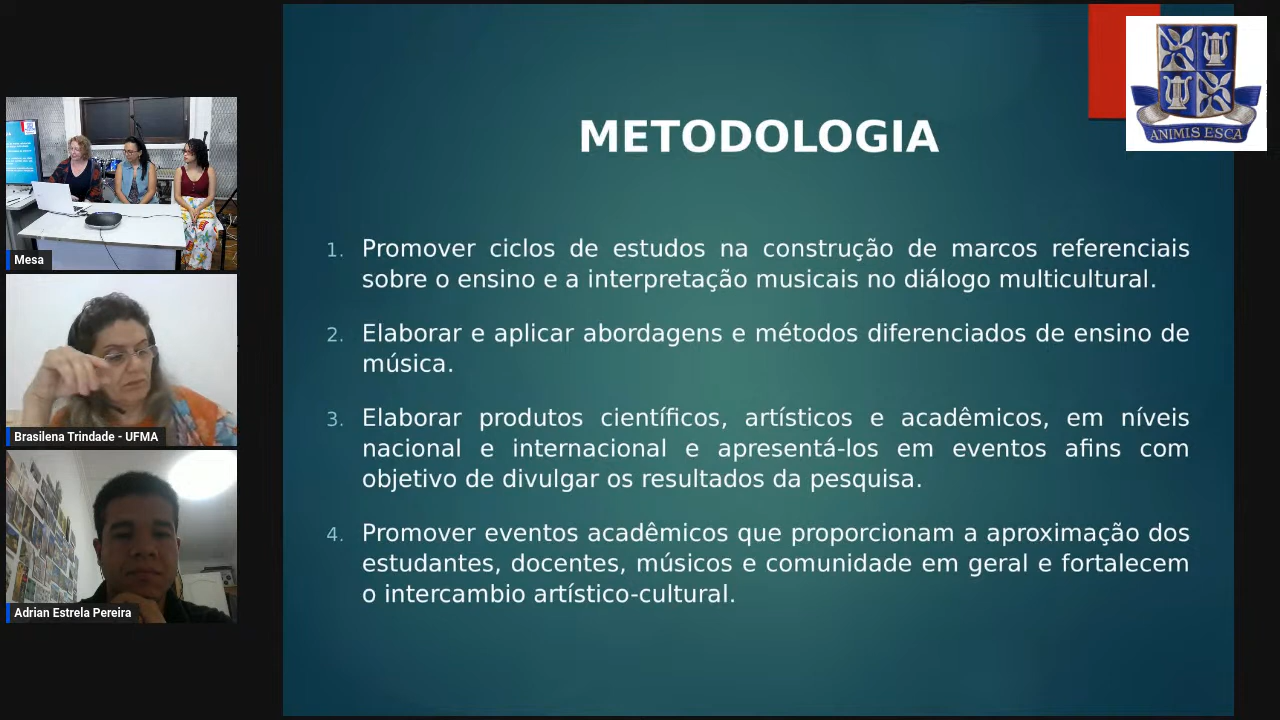 METODOLOGIA
1. Promover ciclos de estudos na construção de marcos referenciais
sobre o ensino e a interpretação musicais no diálogo multicultural.
2. Elaborar e aplicar abordagens e métodos diferenciados de ensino de
música.
3. Elaborar produtos científicos, artísticos e acadêmicos, em níveis
nacional e internacional e apresentá-los em eventos afins com
objetivo de divulgar os resultados da pesquisa.
4. Promover eventos acadêmicos que proporcionam a aproximação dos
estudantes, docentes, músicos e comunidade em geral e fortalecem
o intercambio artístico-cultural.
ANIMIS ESCA
Mesa
Brasilena Trindade - UFMA
Adrian Estrela Pereira